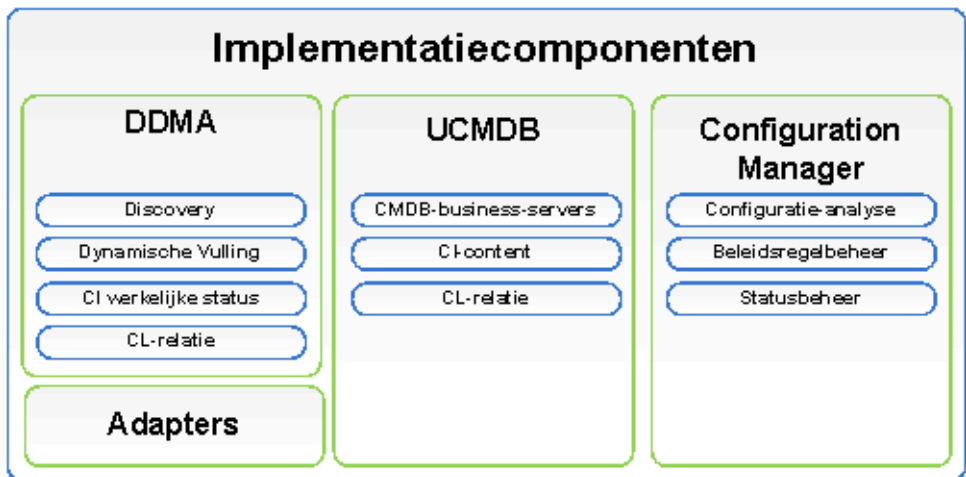 Implementatiecomponenten
DDMA
Discovery
Dynamische Vulling
CI werkelijke status
CL-relatie
Adapters
UCMDB
CMDB-business-servers
CI-content
CL-relatie
Configuration
Manager
Configuratie-analyse
Beleidsregelbeheer
Statusbeheer